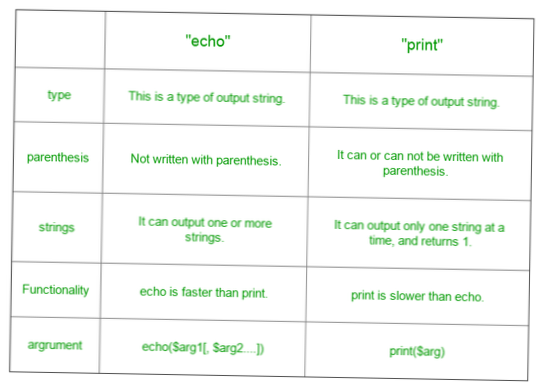 "echo" "print"
type This is a type of output string. This is a type of output string.
parenthesis Not written with parenthesis. It can or can not be written with
parenthesis.
strings It can output one or more
strings. It can output only one string at a
time, and returns 1.
Functionality echo is faster than print. print is slower than echo.
argrument echo($arg1[, $arg2....]) print($arg)